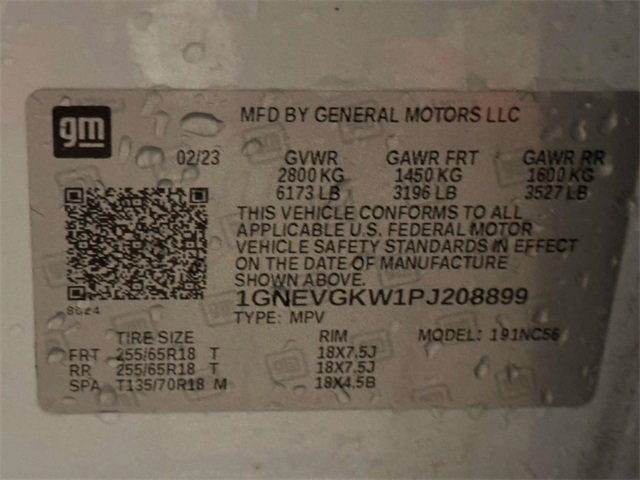 gm MFD BY GENERAL MOTORS LLC
02/23 GVWR GAWR FRT GAWR RR
2800 KG 1450 KG 1600 KG
6173 LB 3196 LB 3527 LB
THIS VEHICLE CONFORMS TO ALL
APPLICABLE U.S. FEDERAL MOTOR
VEHICLE SAFETY STANDARDS IN EFFECT
ON THE DATE OF MANUFACTURE
SHOWN ABOVE.
1GNEVGKW1PJ208899
8624
TYPE: MPV
TIRE SIZE RIM MODEL: 191NC56
FRT 255/65R18 T 18X7.5J
RR 255/65R18 T 18X7.5J
SPA T135/70R18 M 18X4.5B